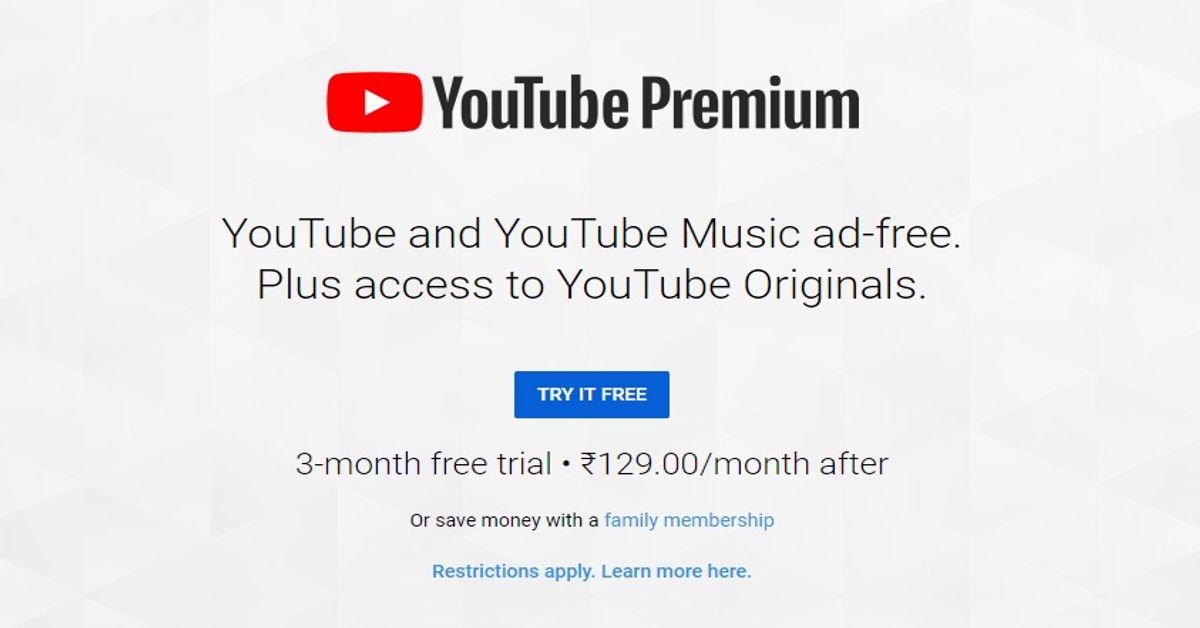 YouTube Premium
YouTube and YouTube Music ad-free.
Plus access to YouTube Originals.
TRY IT FREE
3-month free trial • ₹129.00/month after
Or save money with a family membership
Restrictions apply. Learn more here.